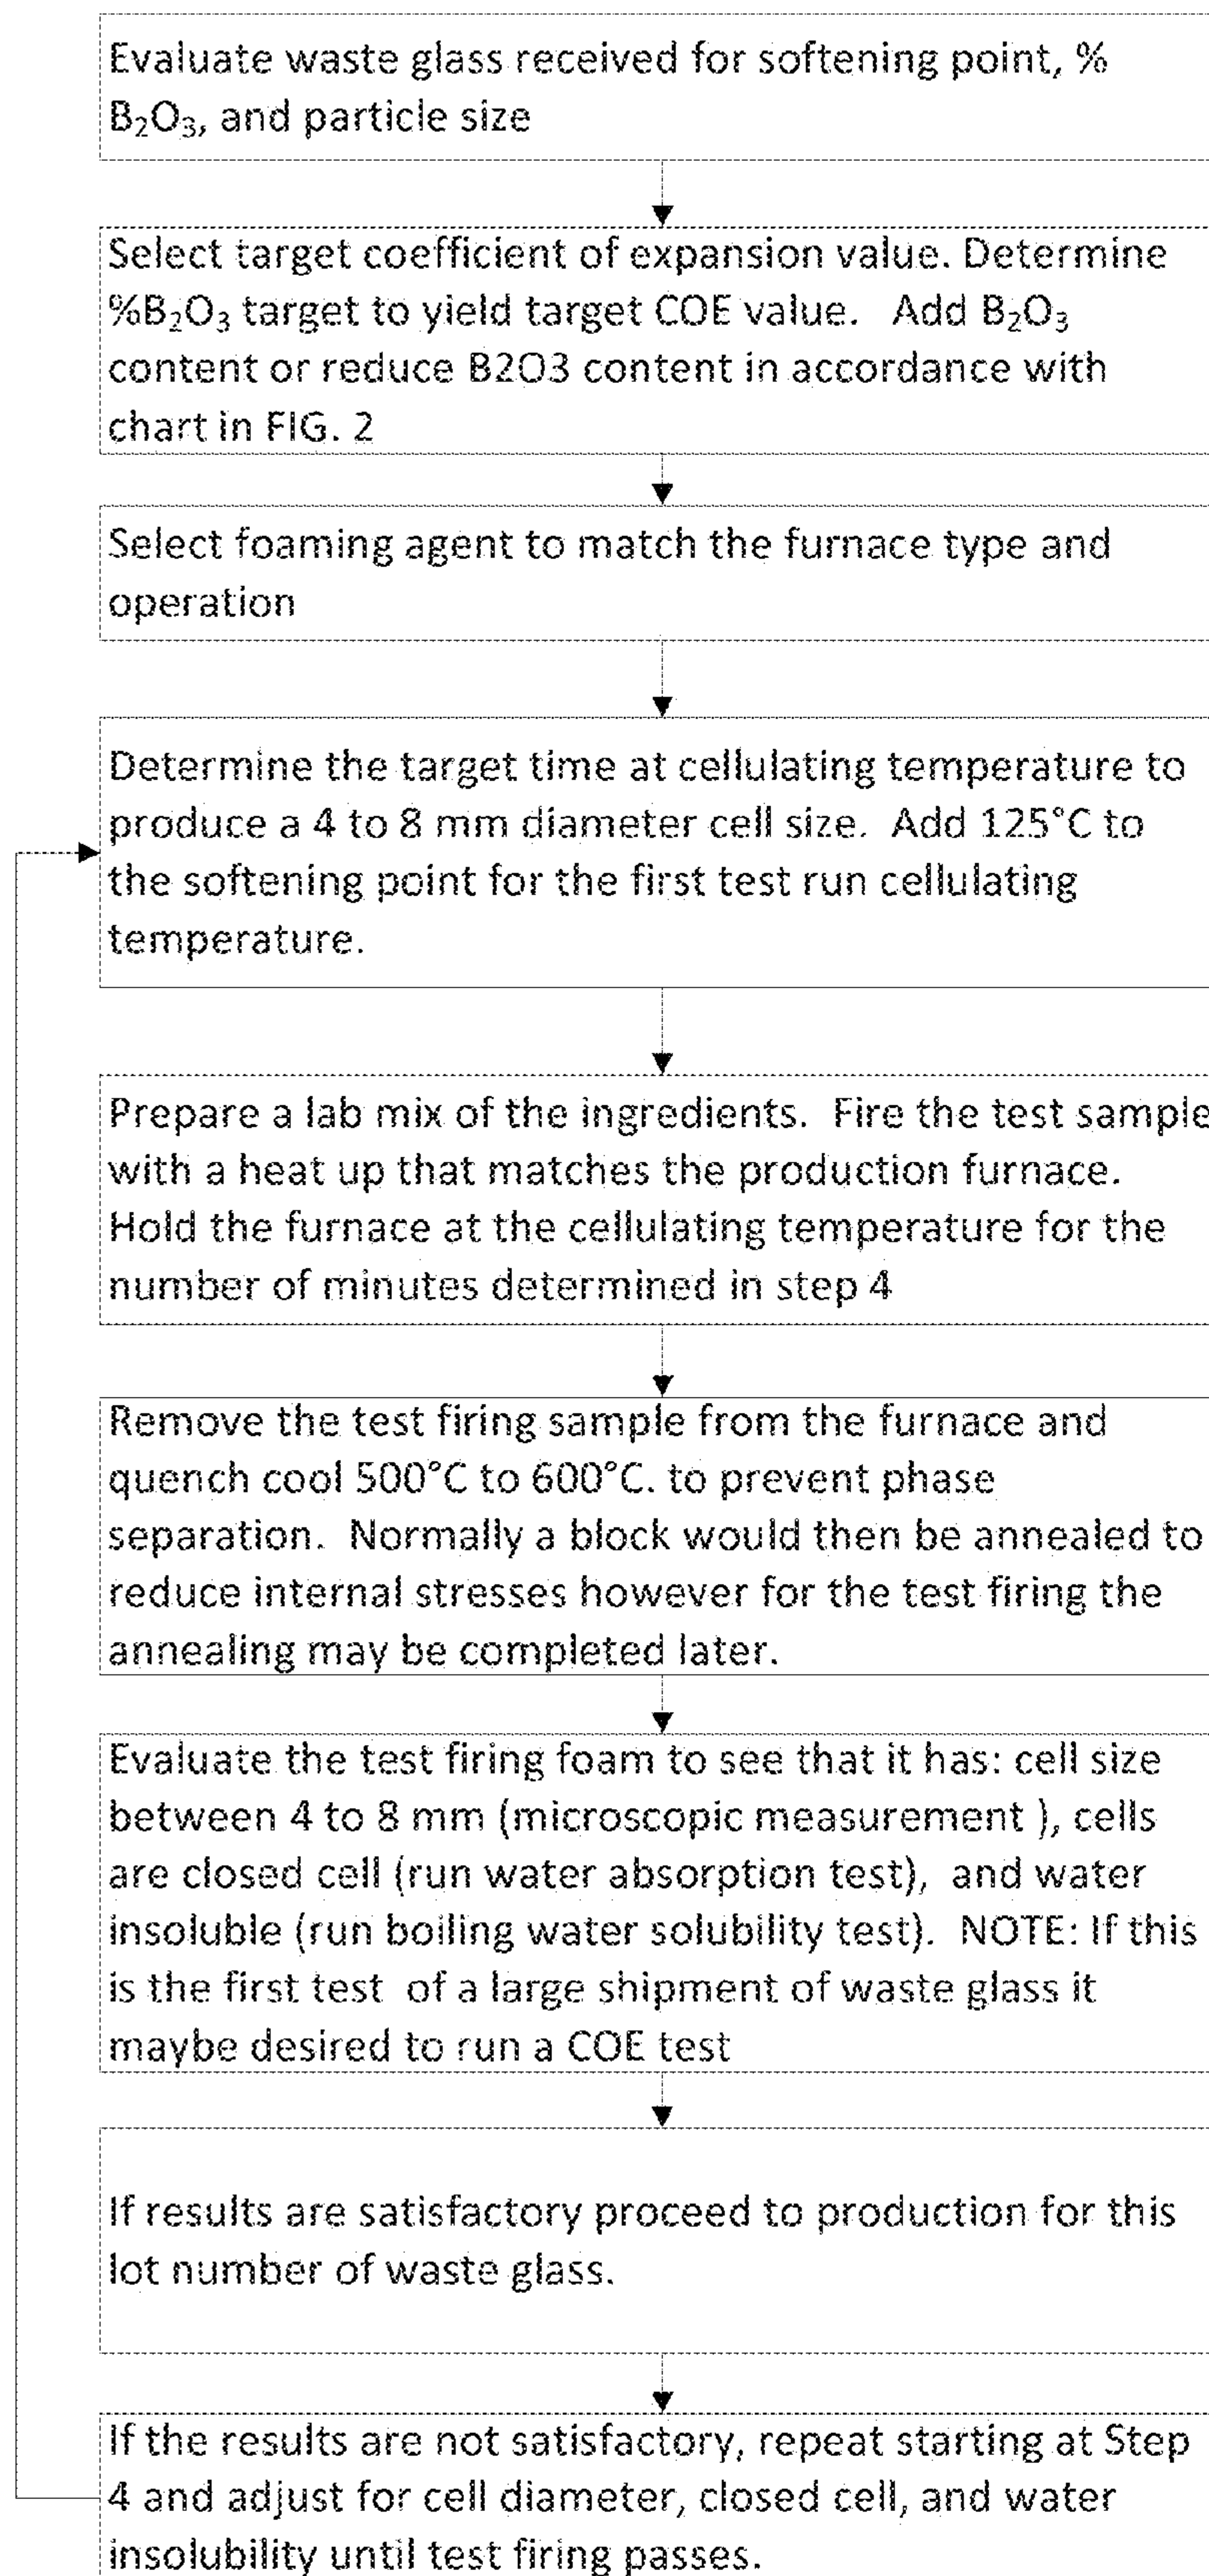 Evaluate waste glass received for softening point, %
B₂O₃, and particle size
Select target coefficient of expansion value. Determine
%B₂O₃ target to yield target COE value. Add B₂O₃
content or reduce B2O3 content in accordance with
chart in FIG. 2
Select foaming agent to match the furnace type and
operation
Determine the target time at cellulating temperature to
produce a 4 to 8 mm diameter cell size. Add 125°C to
the softening point for the first test run cellulating
temperature.
Prepare a lab mix of the ingredients. Fire the test sample
with a heat up that matches the production furnace.
Hold the furnace at the cellulating temperature for the
number of minutes determined in step 4
Remove the test firing sample from the furnace and
quench cool 500°C to 600°C. to prevent phase
separation. Normally a block would then be annealed to
reduce internal stresses however for the test firing the
annealing may be completed later.
Evaluate the test firing foam to see that it has: cell size
between 4 to 8 mm (microscopic measurement ), cells
are closed cell (run water absorption test), and water
insoluble (run boiling water solubility test). NOTE: If this
is the first test of a large shipment of waste glass it
maybe desired to run a COE test
If results are satisfactory proceed to production for this
lot number of waste glass.
If the results are not satisfactory, repeat starting at Step
4 and adjust for cell diameter, closed cell, and water
insolubility until test firing passes.